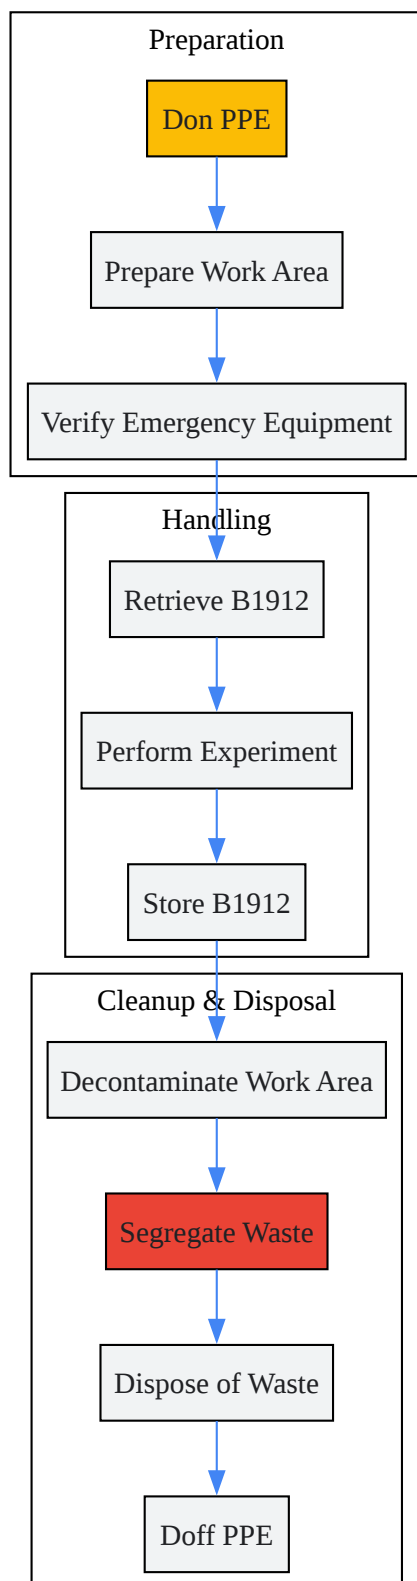 Preparation
Don PPE
Prepare Work Area
Verify Emergency Equipment
Handling
Retrieve B1912
Perform Experiment
Store B1912
Cleanup & Disposal
Decontaminate Work Area
Segregate Waste
Dispose of Waste
Doff PPE